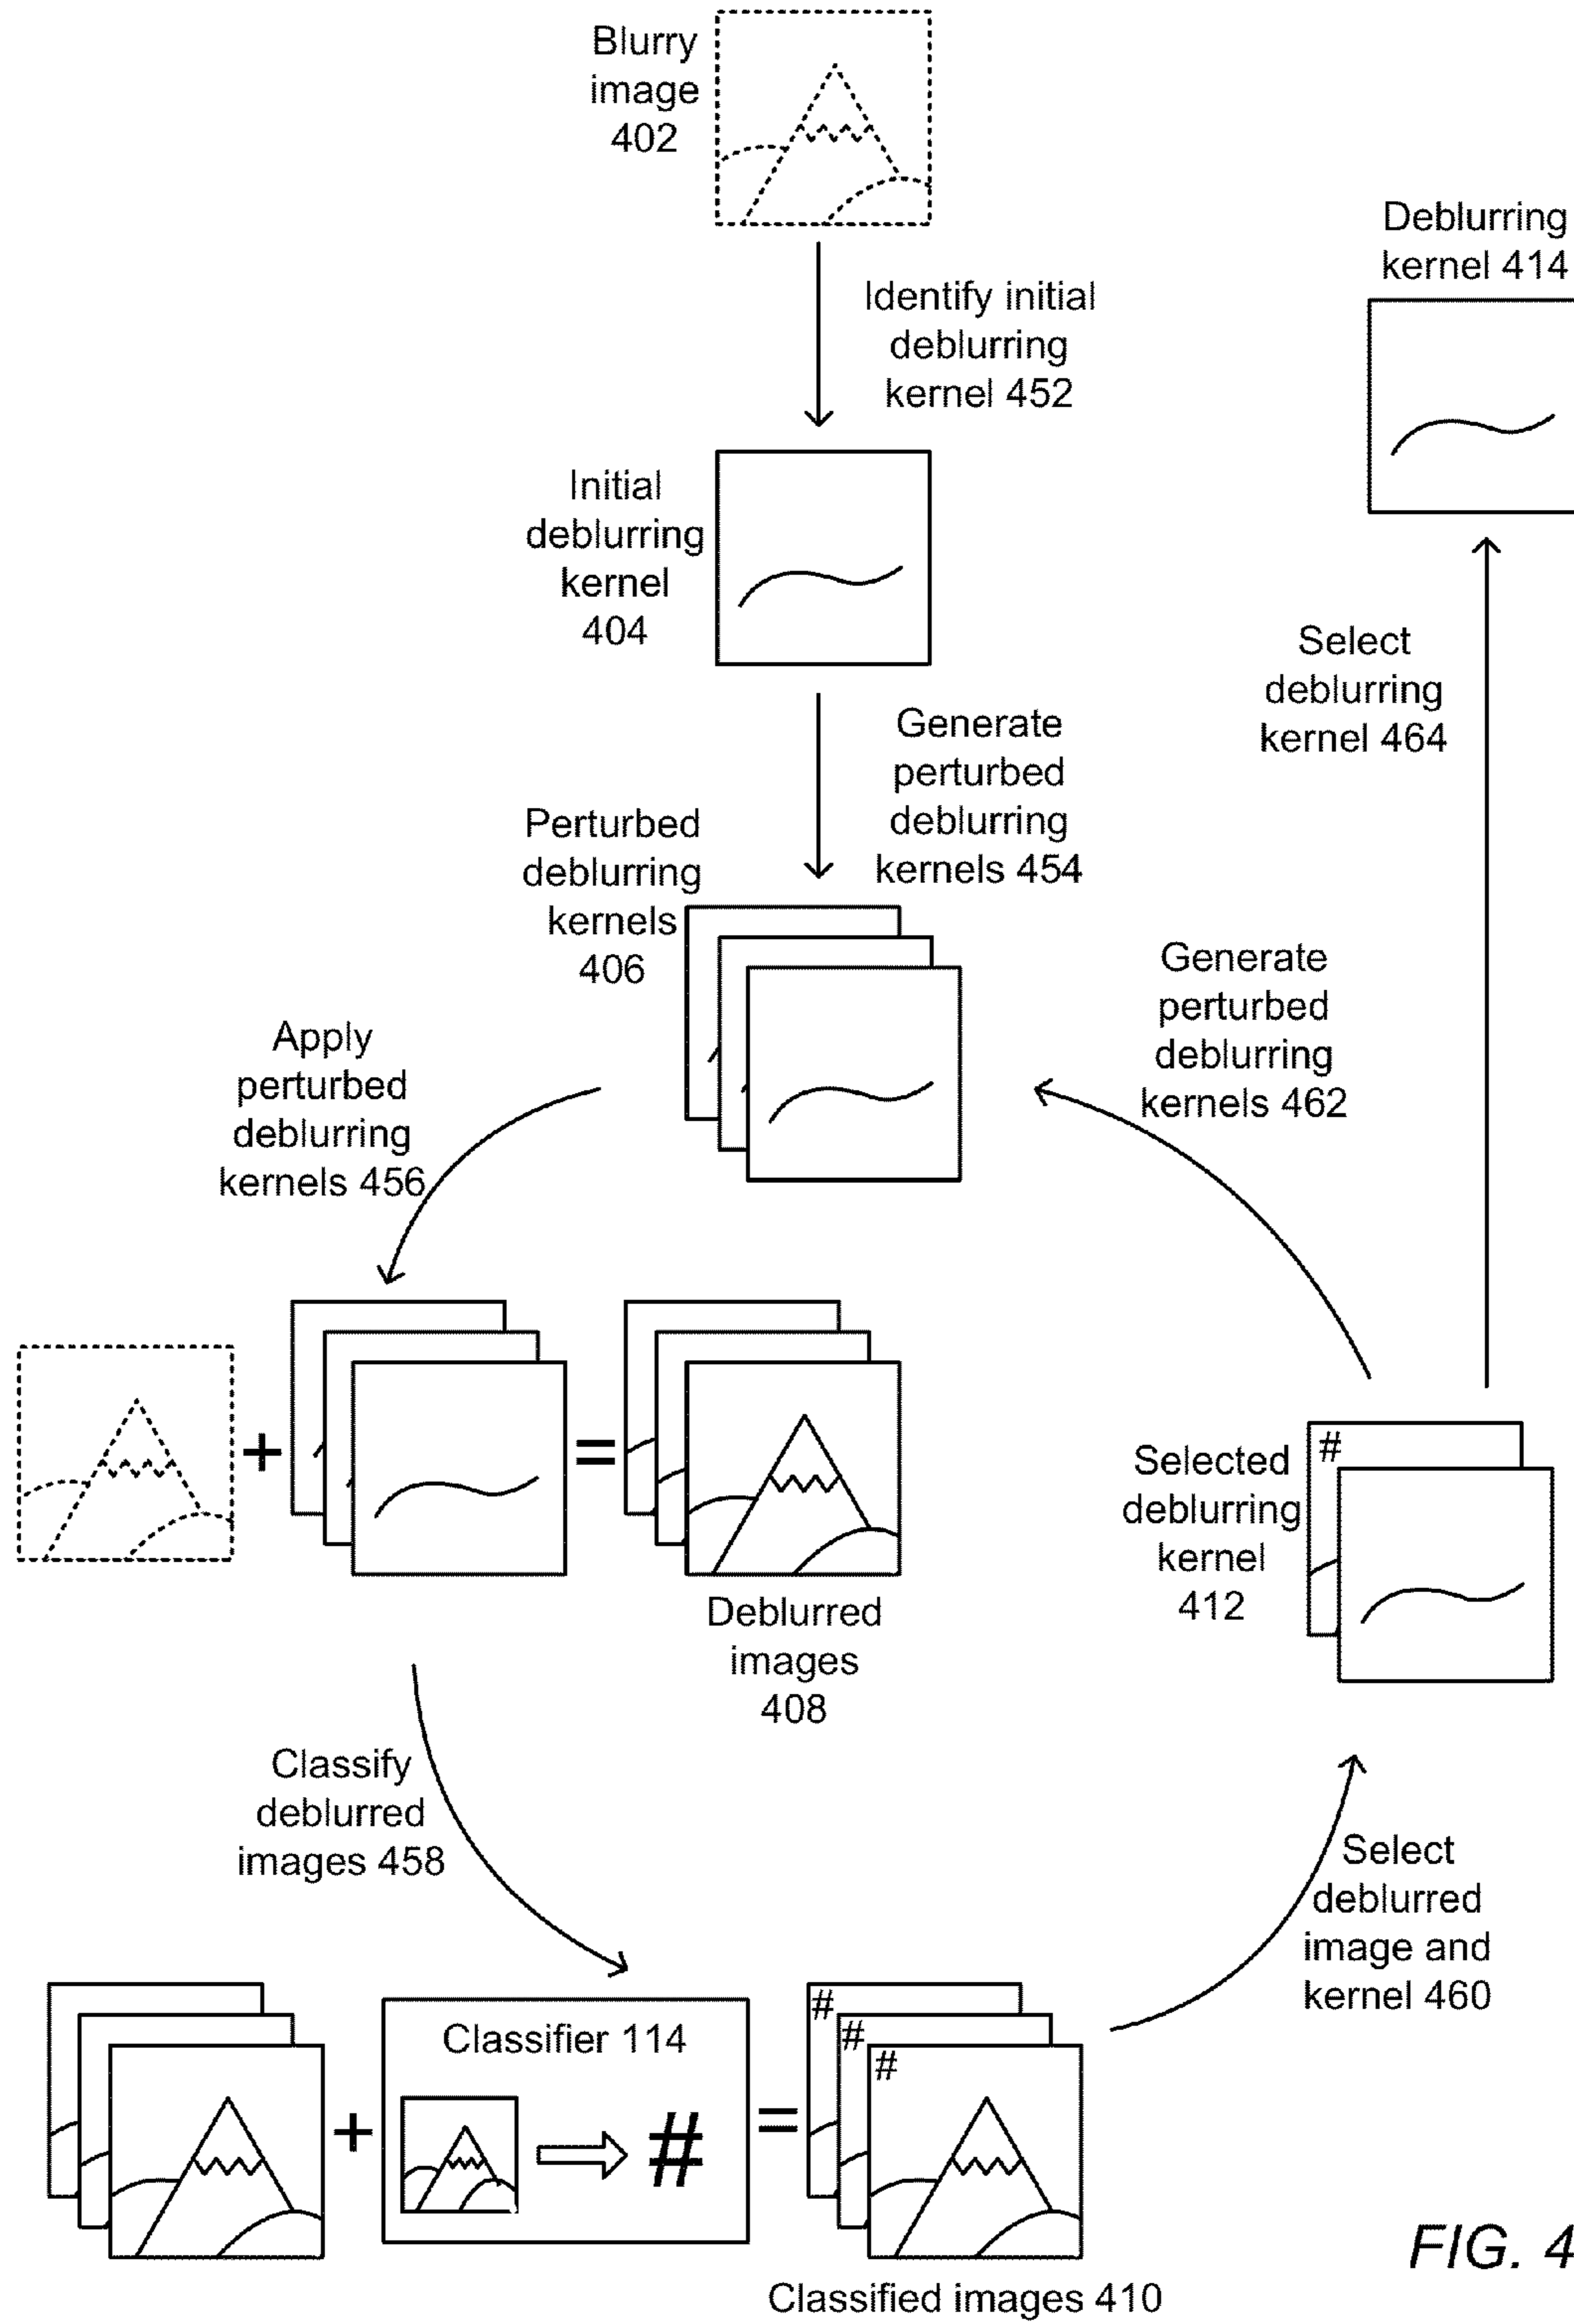 Blurry
image
402
Identify initial
deblurring
kernel 452
Deblurring
kernel 414
Initial
deblurring
kernel
404
Select
deblurring
kernel 464
Generate
perturbed
deblurring
kernels 454
Perturbed
deblurring
kernels
406
Generate
perturbed
deblurring
kernels 462
Apply
perturbed
deblurring
kernels 456
+
=
Deblurred
images
408
#
Selected
deblurring
kernel
412
Classify
deblurred
images 458
Select
deblurred
image and
kernel 460
+
Classifier 114
#
=
#
#
#
Classified images 410
FIG. 4